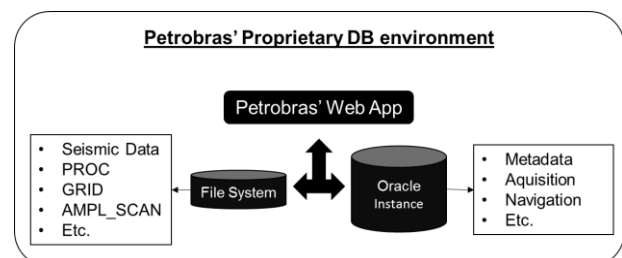 Petrobras' Proprietary DB environment
Petrobras' Web App
• Seismic Data
• PROC
• GRID
• AMPL_SCAN
• Etc.
File System
Oracle
Instance
• Metadata
• Aquisition
• Navigation
• Etc.